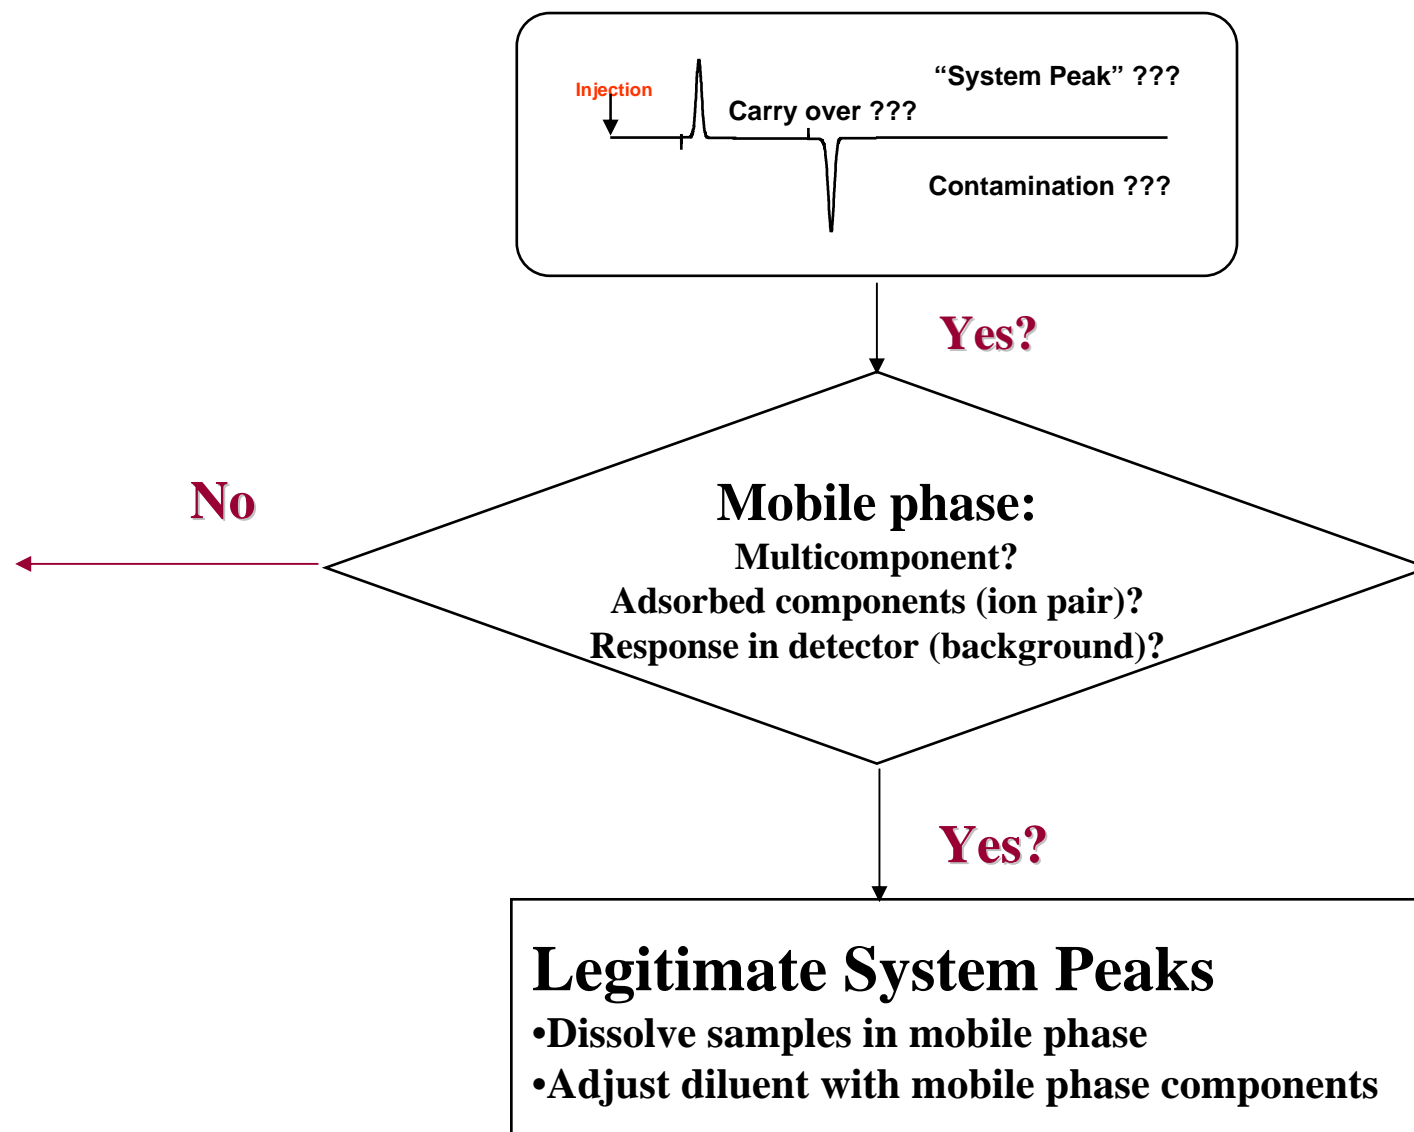 “System Peak” ???
Injection
Carry over ???
Contamination ???
Yes?
No
Mobile phase:
Multicomponent?
Adsorbed components (ion pair)?
Response in detector (background)?
Yes?
Legitimate System Peaks
•Dissolve samples in mobile phase
•Adjust diluent with mobile phase components